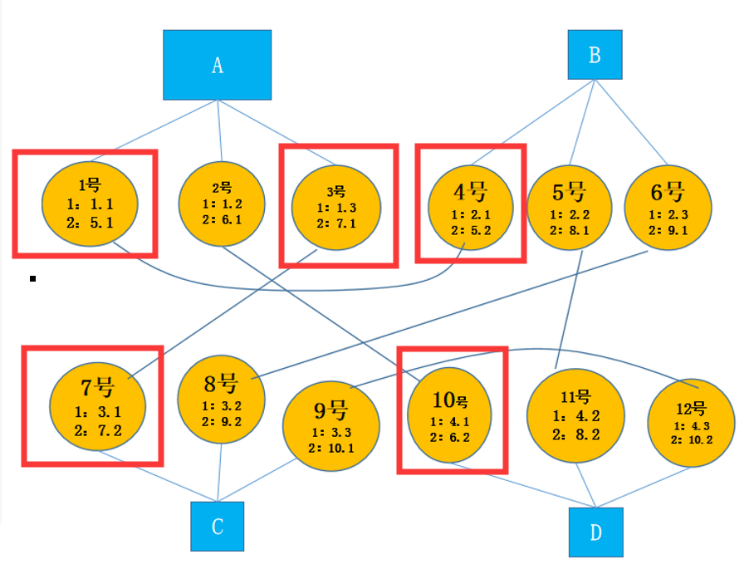 A
B
1号
1: 1.1
2: 5.1
2号
1: 1.2
2: 6.1
3号
1: 1.3
2: 7.1
4号
1: 2.1
2: 5.2
5号
1: 2.2
2: 8.1
6号
1: 2.3
2: 9.1
7号
1: 3.1
2: 7.2
8号
1: 3.2
2: 9.2
9号
1: 3.3
2: 10.1
10号
1: 4.1
2: 6.2
11号
1: 4.2
2: 8.2
12号
1: 4.3
2: 10.2
C
D